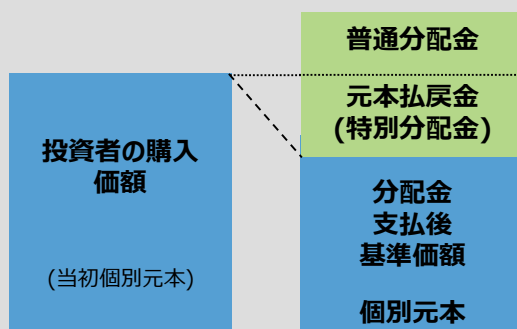 投資者の購入
価額
(当初個別元本)
普通分配金
元本払戻金
(特別分配金)
分配金
支払後
基準価額
個別元本